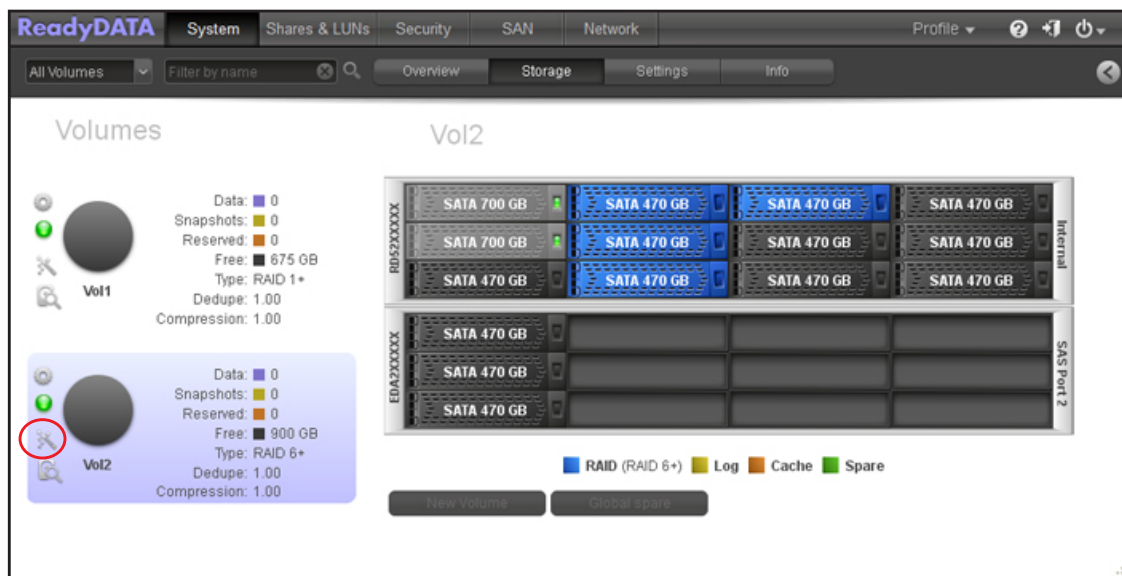 ReadyDATA System Shares & LUNs Security SAN Network Profile
All Volumes Filter by name Overview Storage Settings Info
Volumes
Data: 0
Snapshots: 0
Reserved: 0
Free: 675 GB
Type: RAID 1+
Dedupe: 1.00
Compression: 1.00
Vol1
Data: 0
Snapshots: 0
Reserved: 0
Free: 900 GB
Type: RAID 6+
Dedupe: 1.00
Compression: 1.00
Vol2
Vol2
RD52XXXXXX
SATA 700 GB SATA 470 GB SATA 470 GB SATA 470 GB
SATA 700 GB SATA 470 GB SATA 470 GB SATA 470 GB
SATA 470 GB SATA 470 GB SATA 470 GB SATA 470 GB
Internal
EDA2XXXXX
SATA 470 GB
SATA 470 GB
SATA 470 GB
SAS Port 2
RAID (RAID 6+) Log Cache Spare
New Volume Global spare